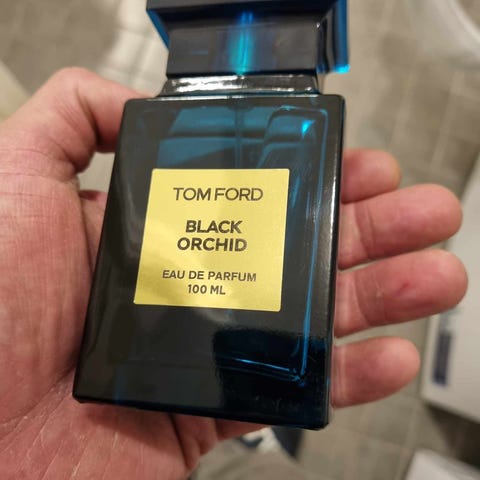 TOM FORD
BLACK
ORCHID
EAU DE PARFUM
100 ML